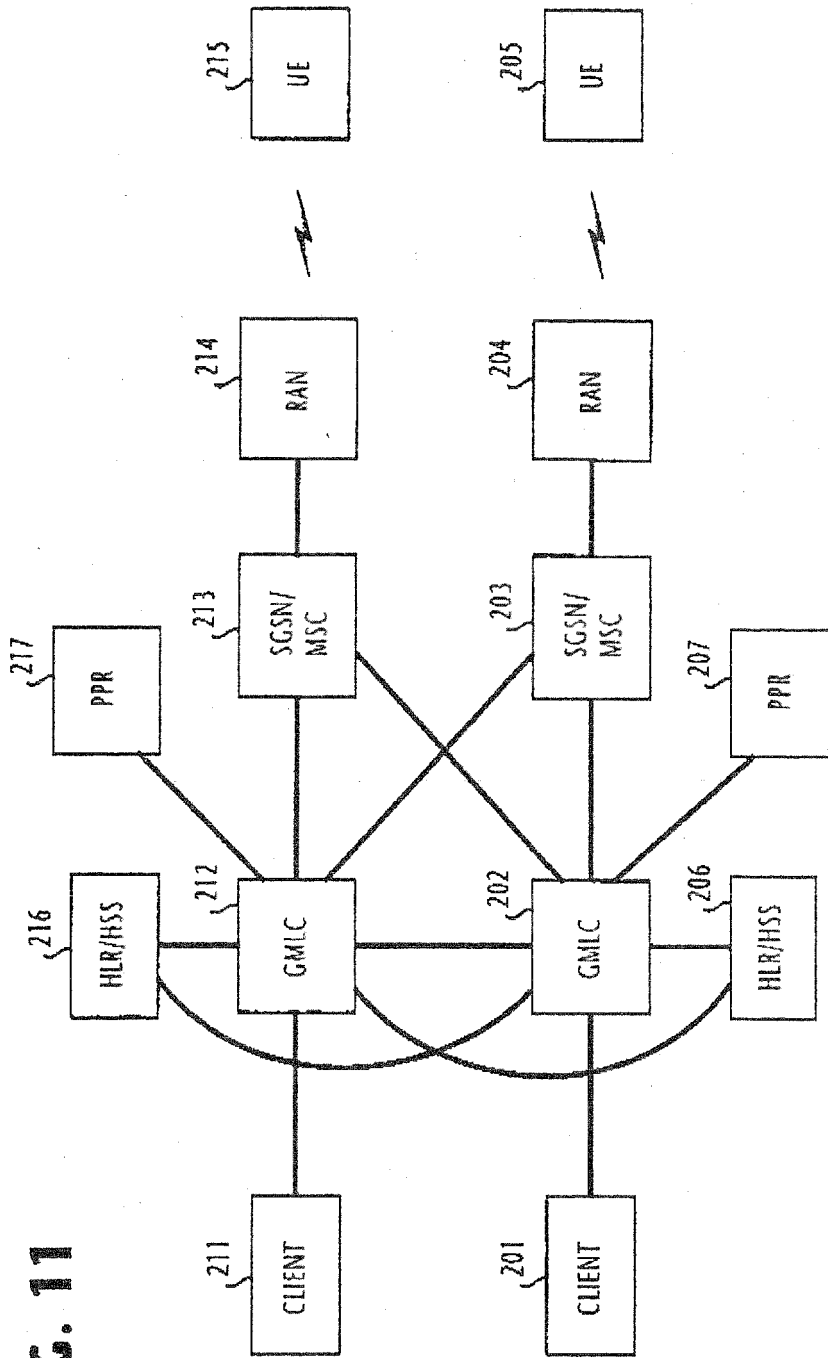 G. 11
216
HLR/HSS
217
PPR
211
CLIENT
212
GMLC
213
SGSN/
MSC
214
RAN
215
UE
201
CLIENT
202
GMLC
203
SGSN/
MSC
204
RAN
205
UE
206
HLR/HSS
207
PPR